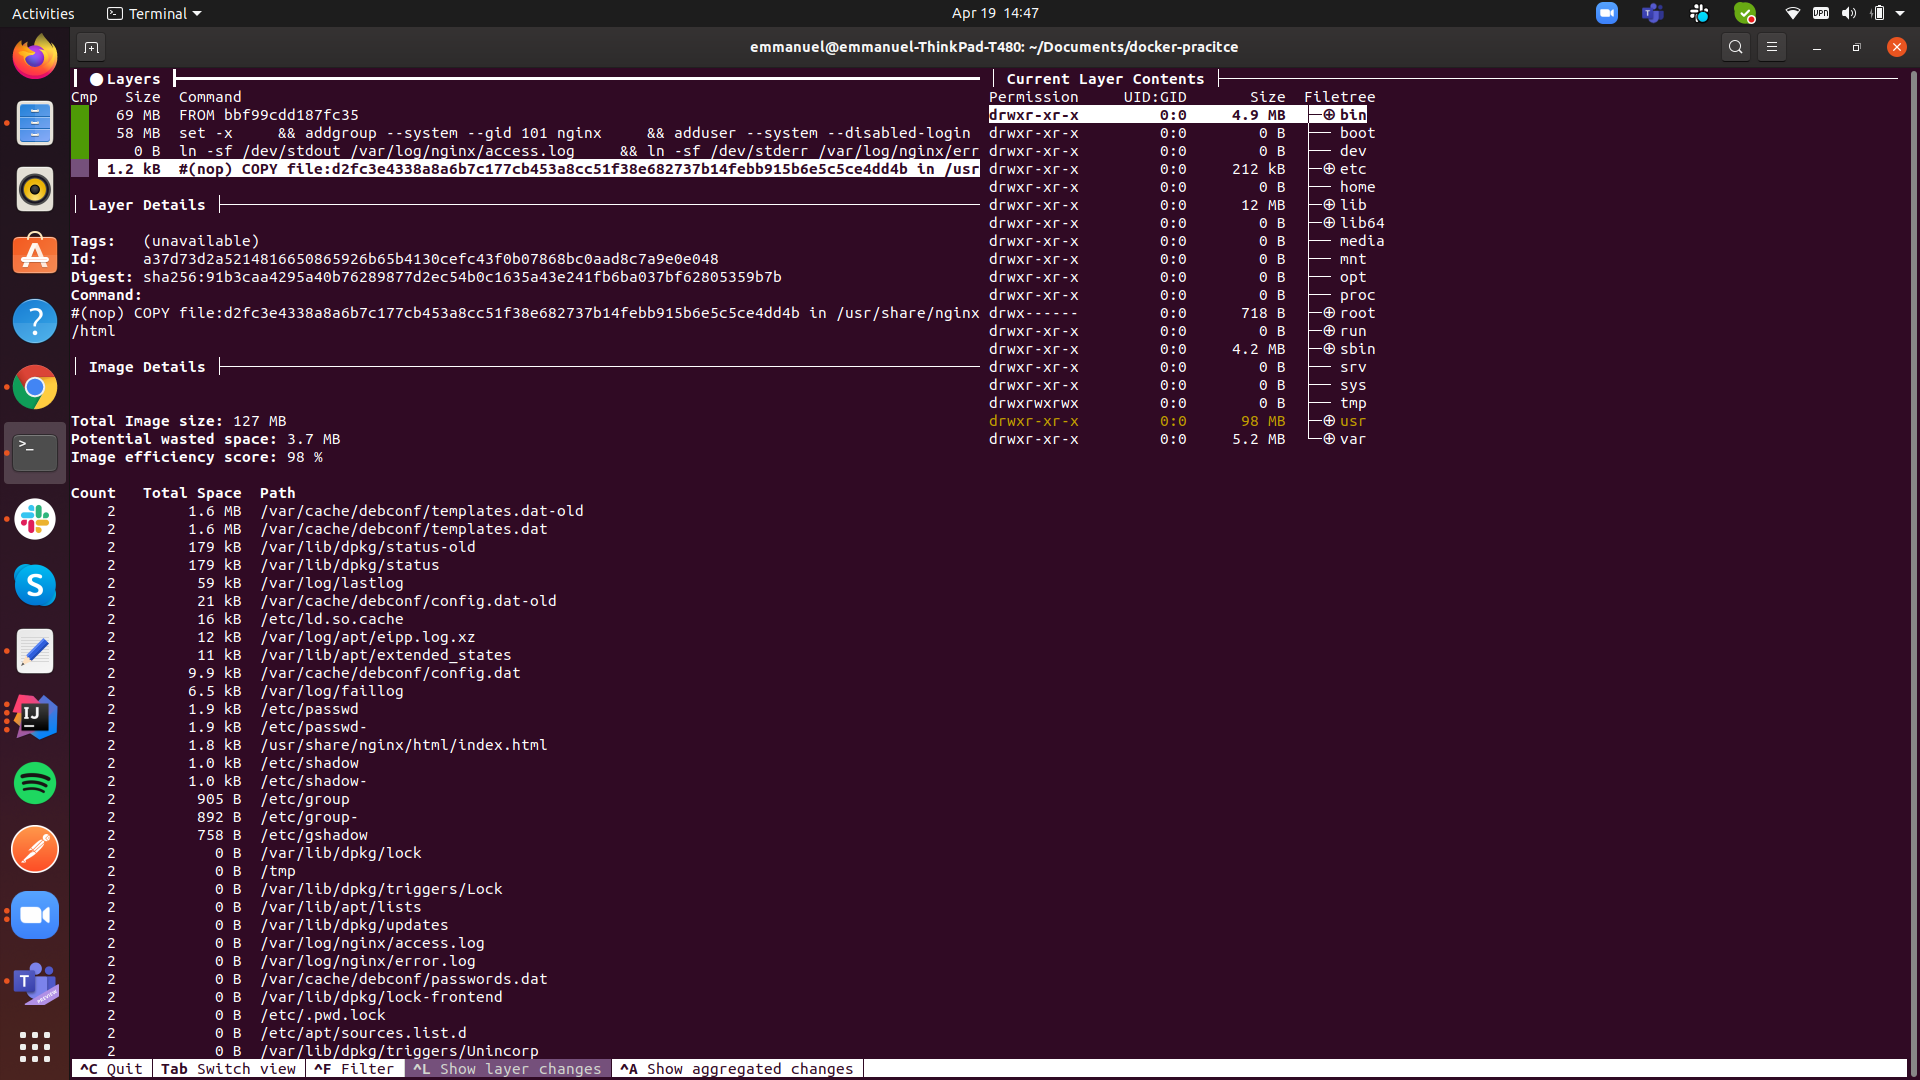 Activities Terminal Apr 19 14:47
emmanuel@emmanuel-ThinkPad-T480: ~/Documents/docker-pracitce
Layers
Cmp Size Command
69 MB FROM bbf99cdd187fc35
58 MB set -x && addgroup --system --gid 101 nginx && adduser --system --disabled-login
0 B ln -sf /dev/stdout /var/log/nginx/access.log && ln -sf /dev/stderr /var/log/nginx/err
1.2 kB #(nop) COPY file:d2fc3e4338a8a6b7c177cb453a8cc51f38e682737b14febb915b6e5c5ce4dd4b in /usr
Layer Details
Tags: (unavailable)
Id: a37d73d2a5214816650865926b65b4130cefc43f0b07868bc0aad8c7a9e0e048
Digest: sha256:91b3caa4295a40b76289877d2ec54b0c1635a43e241fb6ba037bf62805359b7b
Command:
#(nop) COPY file:d2fc3e4338a8a6b7c177cb453a8cc51f38e682737b14febb915b6e5c5ce4dd4b in /usr/share/nginx
/html
Image Details
Total Image size: 127 MB
Potential wasted space: 3.7 MB
Image efficiency score: 98 %
Count Total Space Path
2 1.6 MB /var/cache/debconf/templates.dat-old
2 1.6 MB /var/cache/debconf/templates.dat
2 179 kB /var/lib/dpkg/status-old
2 179 kB /var/lib/dpkg/status
2 59 kB /var/log/lastlog
2 21 kB /var/cache/debconf/config.dat-old
2 16 kB /etc/ld.so.cache
2 12 kB /var/log/apt/eipp.log.xz
2 11 kB /var/lib/apt/extended_states
2 9.9 kB /var/cache/debconf/config.dat
2 6.5 kB /var/log/faillog
2 1.9 kB /etc/passwd
2 1.9 kB /etc/passwd-
2 1.8 kB /usr/share/nginx/html/index.html
2 1.0 kB /etc/shadow
2 1.0 kB /etc/shadow-
2 905 B /etc/group
2 892 B /etc/group-
2 758 B /etc/gshadow
2 0 B /var/lib/dpkg/lock
2 0 B /tmp
2 0 B /var/lib/dpkg/triggers/Lock
2 0 B /var/lib/apt/lists
2 0 B /var/lib/dpkg/updates
2 0 B /var/log/nginx/access.log
2 0 B /var/log/nginx/error.log
2 0 B /var/cache/debconf/passwords.dat
2 0 B /var/lib/dpkg/lock-frontend
2 0 B /etc/.pwd.lock
2 0 B /etc/apt/sources.list.d
2 0 B /var/lib/dpkg/triggers/Unincorp
Current Layer Contents
Permission UID:GID Size Filetree
drwxr-xr-x 0:0 4.9 MB bin
drwxr-xr-x 0:0 0 B boot
drwxr-xr-x 0:0 0 B dev
drwxr-xr-x 0:0 212 kB etc
drwxr-xr-x 0:0 0 B home
drwxr-xr-x 0:0 12 MB lib
drwxr-xr-x 0:0 0 B lib64
drwxr-xr-x 0:0 0 B media
drwxr-xr-x 0:0 0 B mnt
drwxr-xr-x 0:0 0 B opt
drwxr-xr-x 0:0 0 B proc
drwx------ 0:0 718 B root
drwxr-xr-x 0:0 0 B run
drwxr-xr-x 0:0 4.2 MB sbin
drwxr-xr-x 0:0 0 B srv
drwxr-xr-x 0:0 0 B sys
drwxrwxrwx 0:0 0 B tmp
drwxr-xr-x 0:0 98 MB usr
drwxr-xr-x 0:0 5.2 MB var
^C Quit Tab Switch view ^F Filter ^L Show layer changes ^A Show aggregated changes